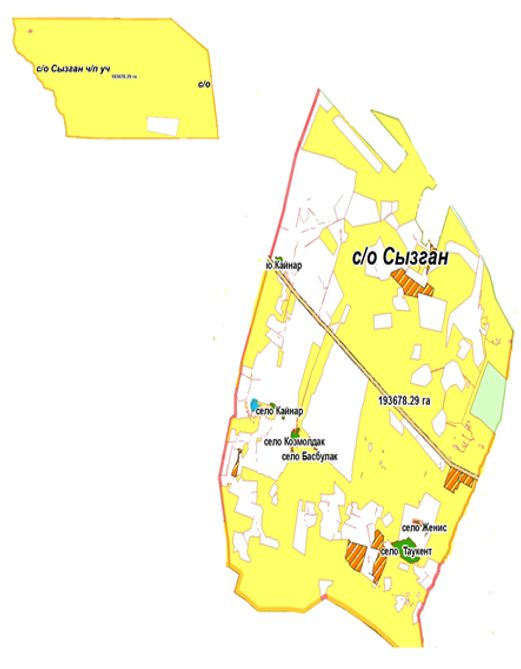 с/о Сызган ч/п уч
193678.29 га
с/о
с/о Сызган
ю Кайнар
193678.29 га
село Кайнар
село Козмолдак
село Басбулак
село Женис
село Таукент